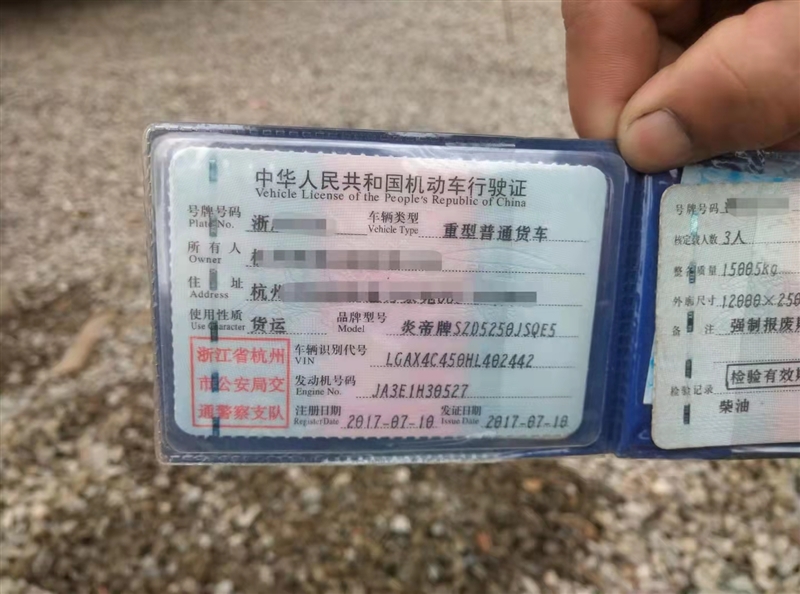 中华人民共和国机动车行驶证
Vehicle License of the People's Republic of China
号牌号码 浙 车辆类型 重型普通货车
Plate No. Vehicle Type
所有人
Owner
住址 杭州
Address
使用性质 货运 品牌型号 炎帝牌SZD5250JSQE5
Use Character Model
浙江省杭州
市公安局交
通警察支队
车辆识别代号 LGAX4C450HL402442
VIN
发动机号码 JA3E1H30527
Engine No.
注册日期 2017-07-10 发证日期 2017-07-10
Register Date Issue Date
号牌号码
核定载人数 3人
整备质量 15005kg
外廓尺寸 12000×250
备注 强制报废
检验有效
检验记录
柴油